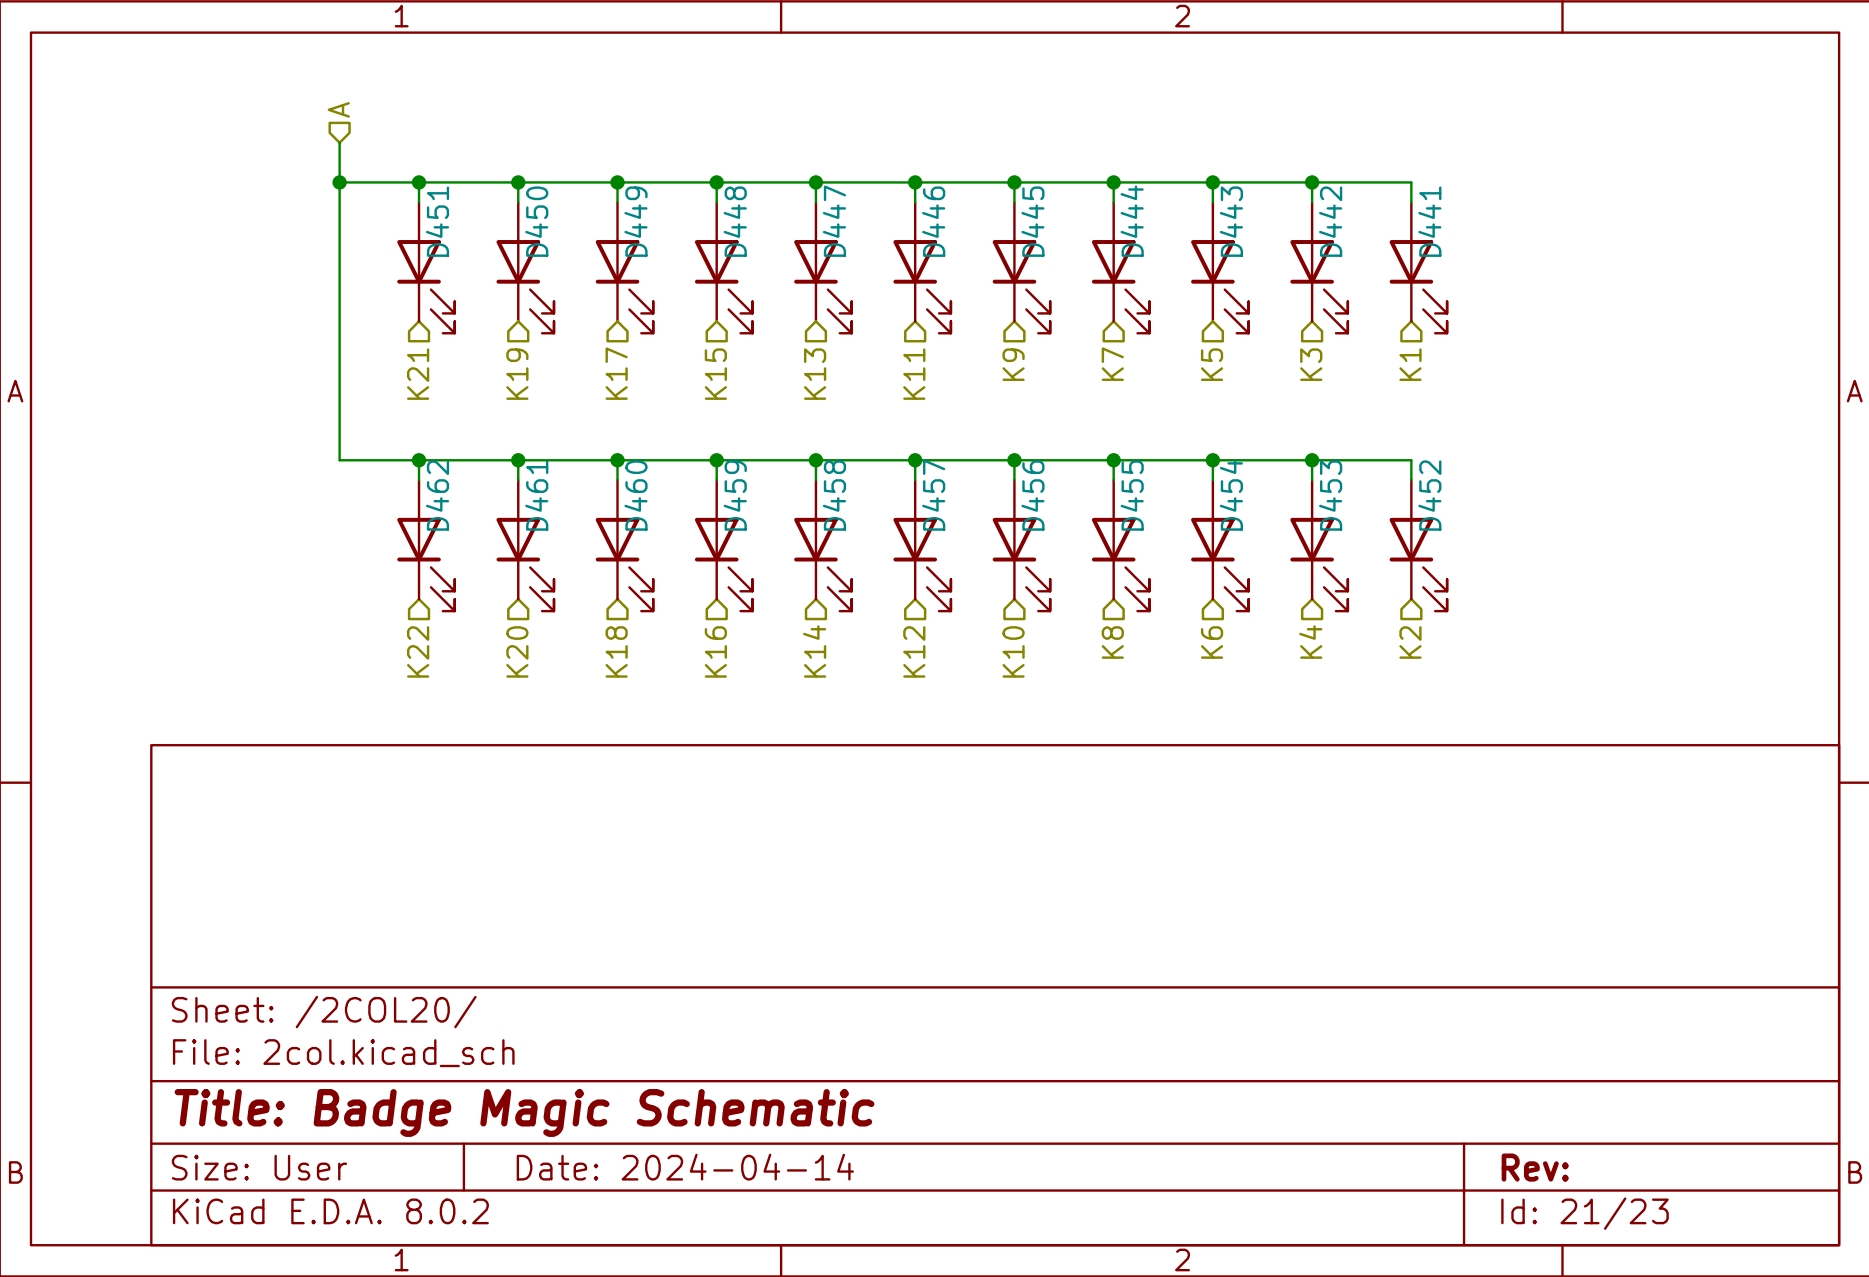 1 2
A
D451 D450 D449 D448 D447 D446 D445 D444 D443 D442 D441
K21 K19 K17 K15 K13 K11 K9 K7 K5 K3 K1
A A
D462 D461 D460 D459 D458 D457 D456 D455 D454 D453 D452
K22 K20 K18 K16 K14 K12 K10 K8 K6 K4 K2
Sheet: /2COL20/
File: 2col.kicad_sch
Title: Badge Magic Schematic
B B
Size: User Date: 2024-04-14 Rev:
KiCad E.D.A. 8.0.2 Id: 21/23
1 2